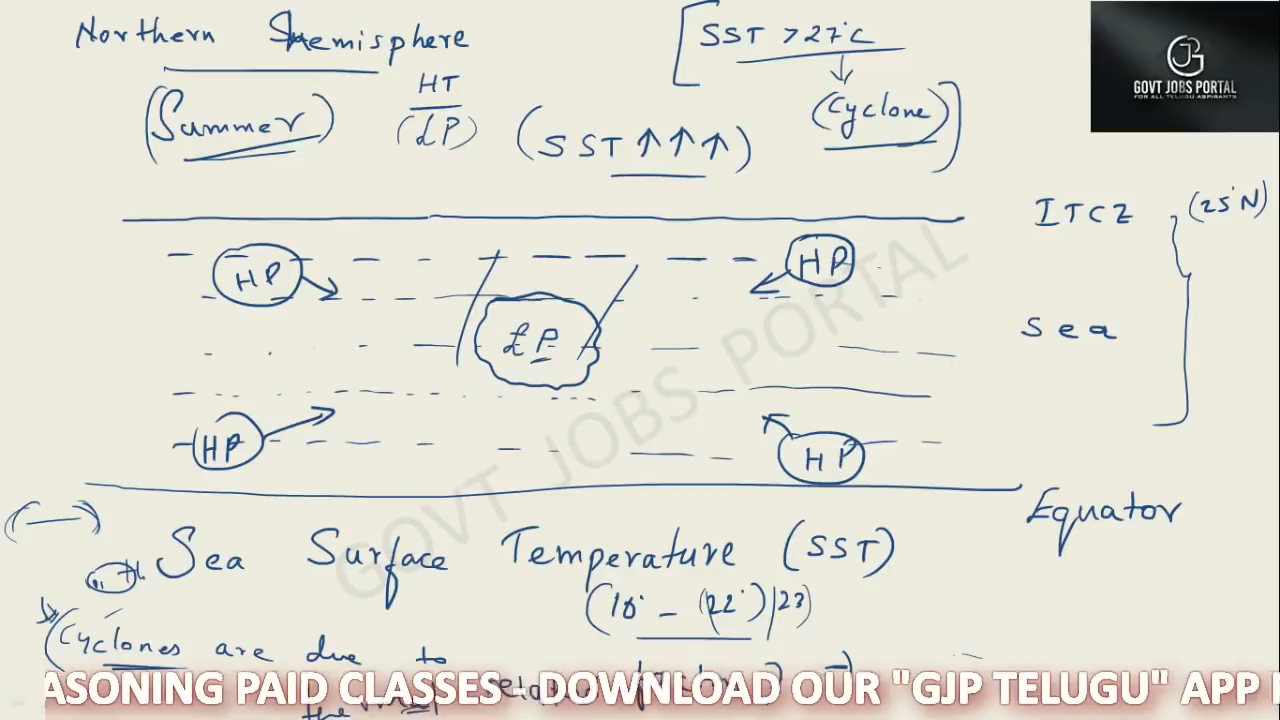 Northern Hemisphere
[SST >27°C
GOVT JOBS PORTAL
FOR ALL TELUGU ASPIRANTS
(Summer)
HT
(LP)
(SST ↑↑↑)
(Cyclone)]
ITCZ
(25°N)
HP
HP
LP
Sea
HP
HP
GOVT JOBS PORTAL
Equator
Sea Surface Temperature (SST)
(10° - (22°)/23)
(Cyclones are due to
the
ASONING PAID CLASSES - DOWNLOAD OUR "GJP TELUGU" APP